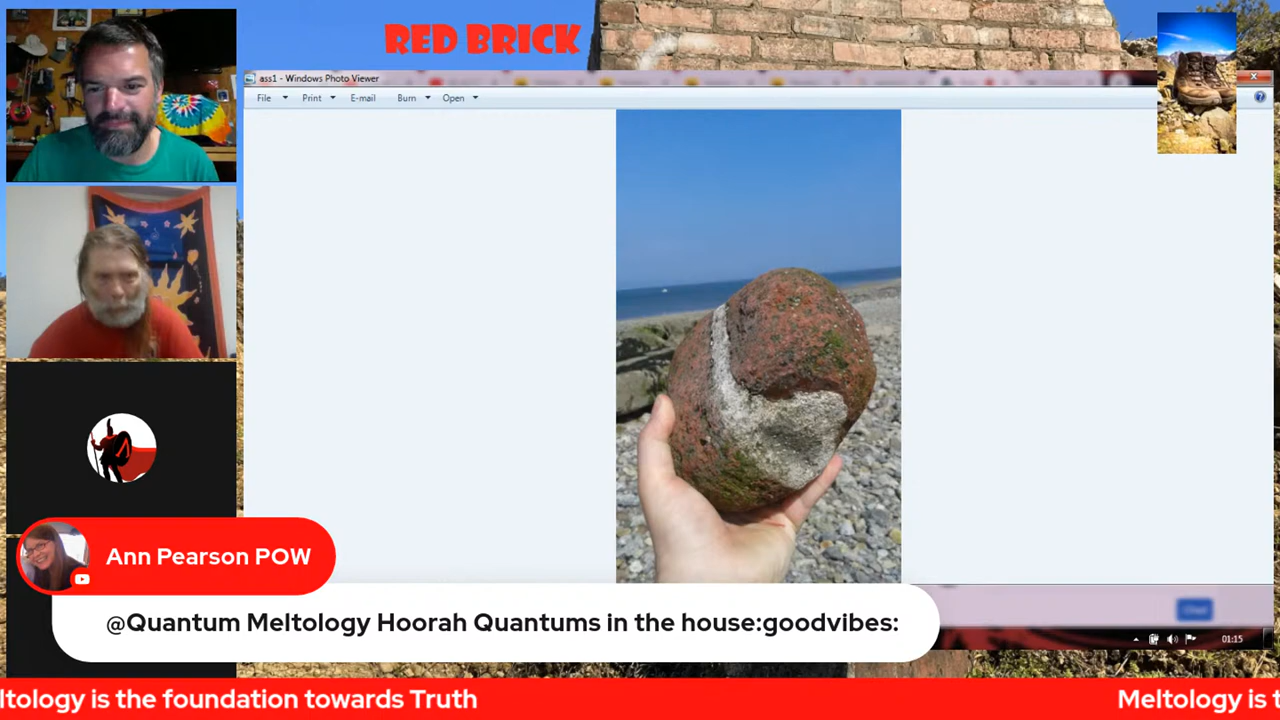 RED BRICK
ass1 - Windows Photo Viewer
File Print E-mail Burn Open
Ann Pearson POW
@Quantum Meltology Hoorah Quantums in the house:goodvibes:
01:15
ltology is the foundation towards Truth
Meltology is t